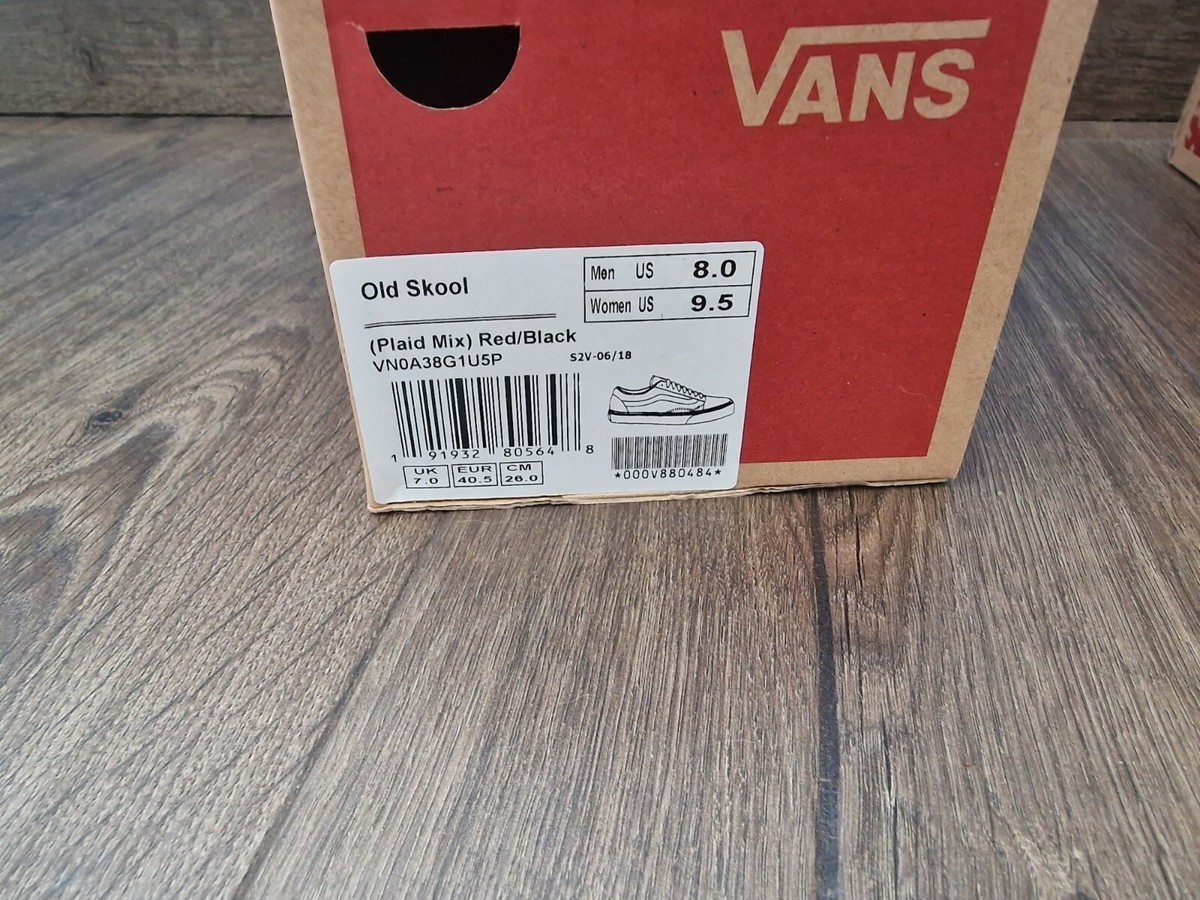 VANS
Old Skool
Men US 8.0
Women US 9.5
(Plaid Mix) Red/Black
VN0A38G1U5P
S2V-06/18
1 91932 80564 8
UK EUR CM
7.0 40.5 26.0
*000V880484*